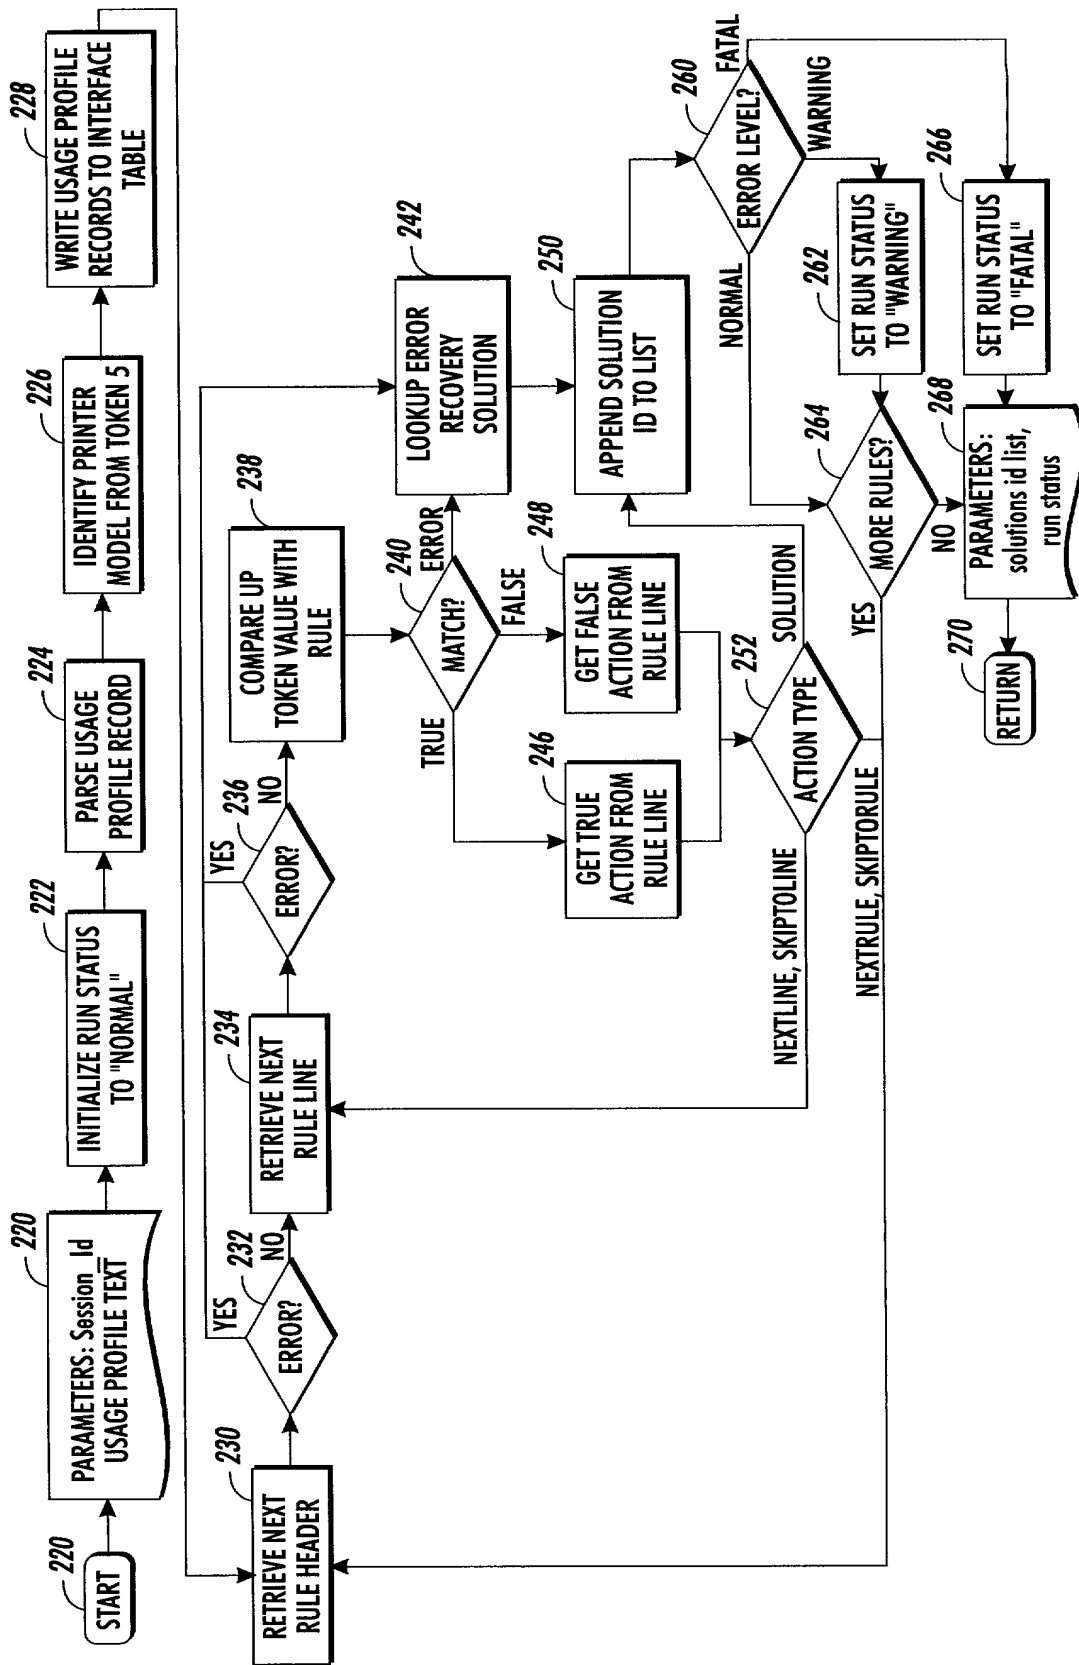 220
START
220
PARAMETERS: Session_Id
USAGE PROFILE TEXT
222
INITIALIZE RUN STATUS
TO "NORMAL"
224
PARSE USAGE
PROFILE RECORD
226
IDENTIFY PRINTER
MODEL FROM TOKEN 5
228
WRITE USAGE PROFILE
RECORDS TO INTERFACE
TABLE
230
RETRIEVE NEXT
RULE HEADER
232
ERROR?
YES
NO
234
RETRIEVE NEXT
RULE LINE
236
ERROR?
YES
NO
238
COMPARE UP
TOKEN VALUE WITH
RULE
240
MATCH?
TRUE
ERROR
FALSE
242
LOOKUP ERROR
RECOVERY
SOLUTION
246
GET TRUE
ACTION FROM
RULE LINE
248
GET FALSE
ACTION FROM
RULE LINE
250
APPEND SOLUTION
ID TO LIST
252
ACTION TYPE
SOLUTION
NEXTLINE, SKIPTOLINE
NEXTRULE, SKIPTORULE
260
ERROR LEVEL?
NORMAL
WARNING
FATAL
262
SET RUN STATUS
TO "WARNING"
264
MORE RULES?
YES
NO
266
SET RUN STATUS
TO "FATAL"
268
PARAMETERS:
solutions id list,
run status
270
RETURN